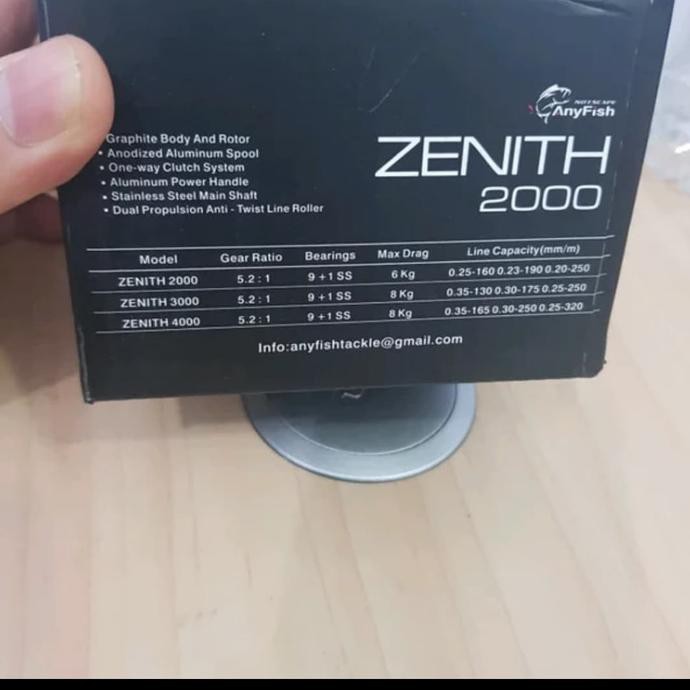 NOT ESCAPE
AnyFish
ZENITH
2000
Graphite Body And Rotor
• Anodized Aluminum Spool
• One-way Clutch System
• Aluminum Power Handle
• Stainless Steel Main Shaft
• Dual Propulsion Anti - Twist Line Roller
Model Gear Ratio Bearings Max Drag Line Capacity(mm/m)
ZENITH 2000 5.2 : 1 9 + 1 SS 6 Kg 0.25-160 0.23-190 0.20-250
ZENITH 3000 5.2 : 1 9 + 1 SS 8 Kg 0.35-130 0.30-175 0.25-250
ZENITH 4000 5.2 : 1 9 + 1 SS 8 Kg 0.35-165 0.30-250 0.25-320
Info:anyfishtackle@gmail.com